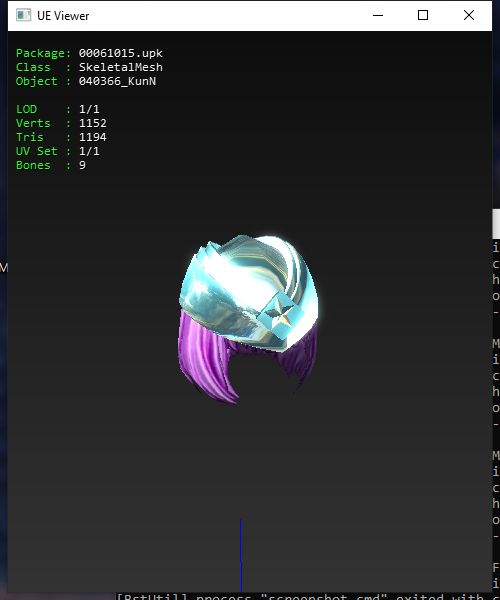 UE Viewer
Package: 00061015.upk
Class : SkeletalMesh
Object : 040366_KunN
LOD : 1/1
Verts : 1152
Tris : 1194
UV Set : 1/1
Bones : 9
M
i
c
h
o
-
M
i
c
h
o
-
M
i
c
h
o
-
F
i
[BstUtil] process "screenshot.cmd" exited with c